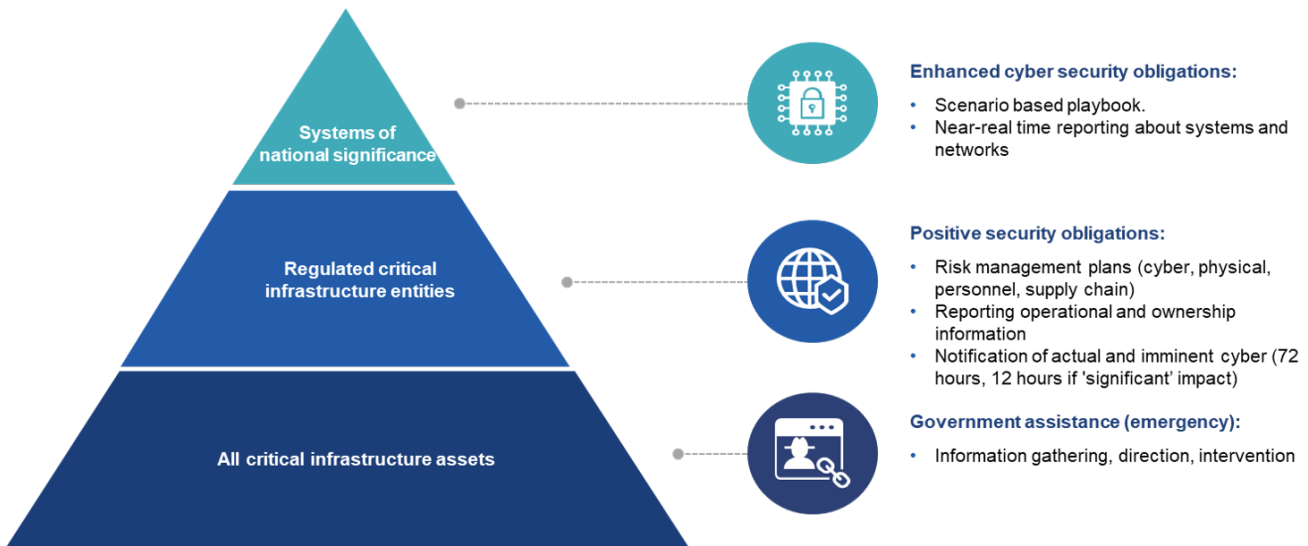 Systems of
national significance
Enhanced cyber security obligations:
• Scenario based playbook.
• Near-real time reporting about systems and
networks
Regulated critical
infrastructure entities
Positive security obligations:
• Risk management plans (cyber, physical,
personnel, supply chain)
• Reporting operational and ownership
information
• Notification of actual and imminent cyber (72
hours, 12 hours if 'significant’ impact)
All critical infrastructure assets
Government assistance (emergency):
• Information gathering, direction, intervention